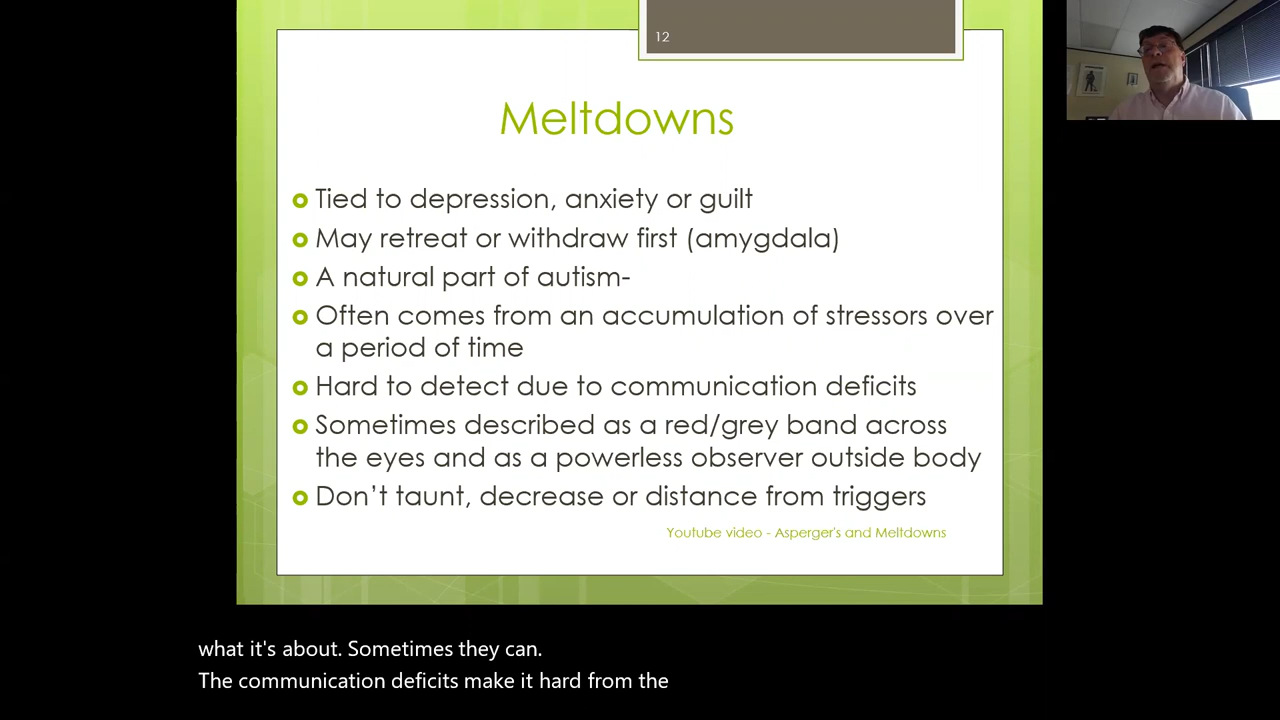 12
Meltdowns
Tied to depression, anxiety or guilt
May retreat or withdraw first (amygdala)
A natural part of autism-
Often comes from an accumulation of stressors over
a period of time
Hard to detect due to communication deficits
Sometimes described as a red/grey band across
the eyes and as a powerless observer outside body
Don’t taunt, decrease or distance from triggers
Youtube video - Asperger's and Meltdowns
what it's about. Sometimes they can.
The communication deficits make it hard from the